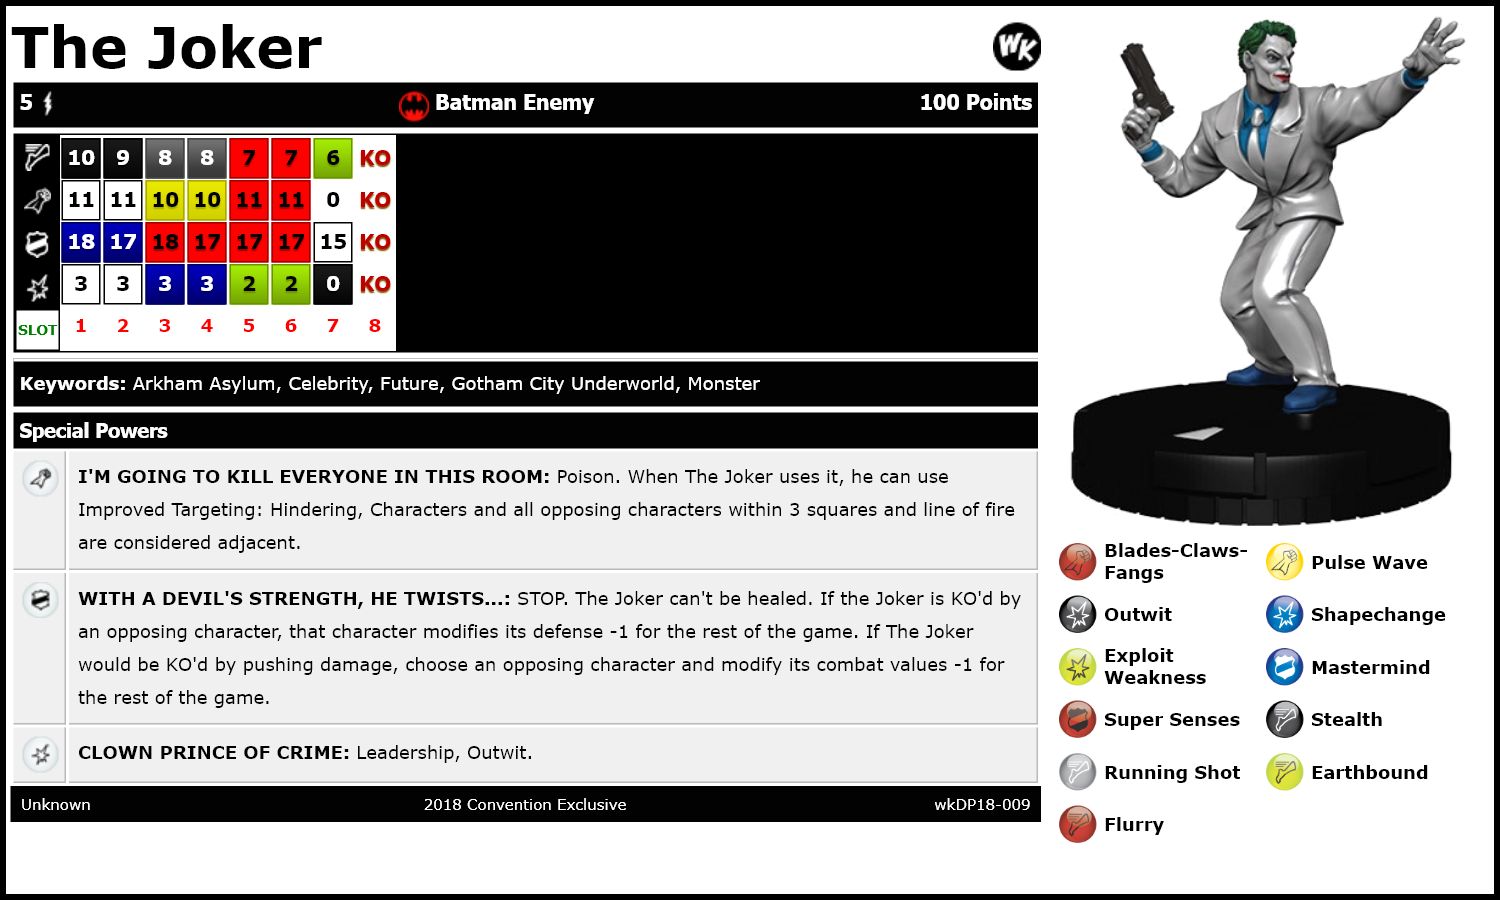 The Joker
WK
5 Batman Enemy 100 Points
10 9 8 8 7 7 6 KO
11 11 10 10 11 11 0 KO
18 17 18 17 17 17 15 KO
3 3 3 3 2 2 0 KO
SLOT 1 2 3 4 5 6 7 8
Keywords: Arkham Asylum, Celebrity, Future, Gotham City Underworld, Monster
Special Powers
I'M GOING TO KILL EVERYONE IN THIS ROOM: Poison. When The Joker uses it, he can use
Improved Targeting: Hindering, Characters and all opposing characters within 3 squares and line of fire
are considered adjacent.
WITH A DEVIL'S STRENGTH, HE TWISTS...: STOP. The Joker can't be healed. If the Joker is KO'd by
an opposing character, that character modifies its defense -1 for the rest of the game. If The Joker
would be KO'd by pushing damage, choose an opposing character and modify its combat values -1 for
the rest of the game.
CLOWN PRINCE OF CRIME: Leadership, Outwit.
Unknown 2018 Convention Exclusive wkDP18-009
Blades-Claws-
Fangs
Pulse Wave
Outwit
Shapechange
Exploit
Weakness
Mastermind
Super Senses
Stealth
Running Shot
Earthbound
Flurry